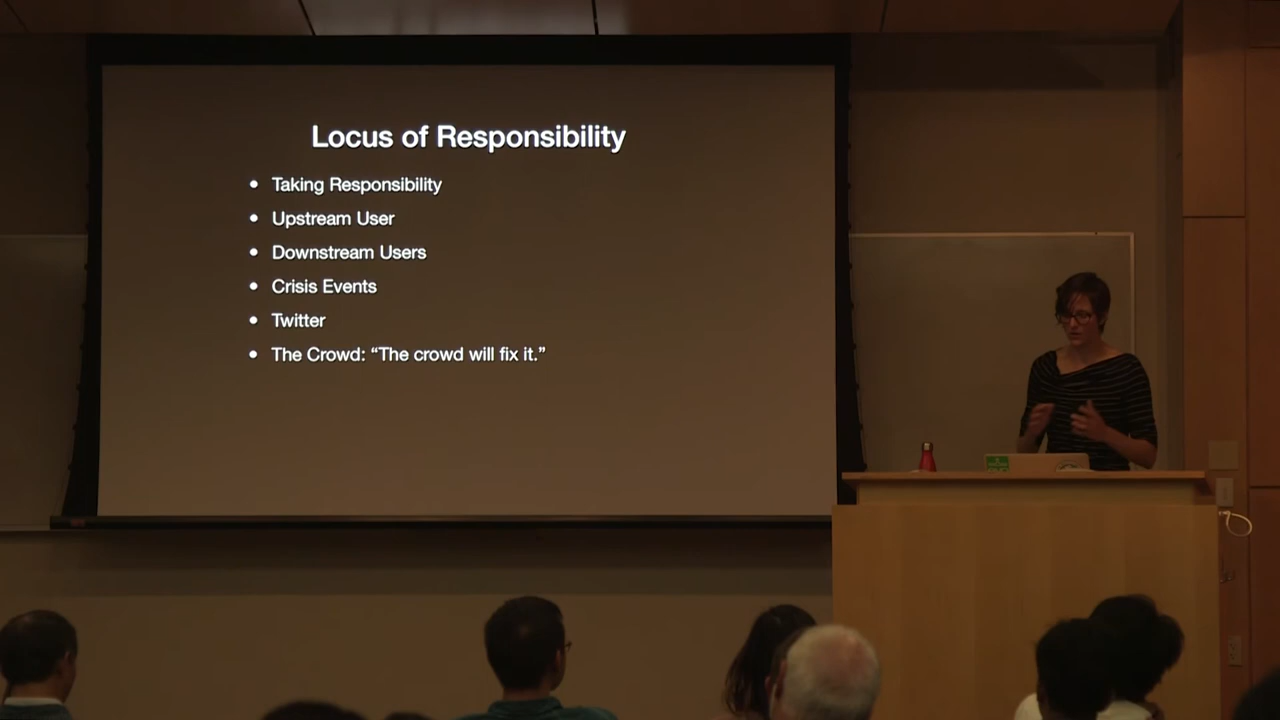 Locus of Responsibility
• Taking Responsibility
• Upstream User
• Downstream Users
• Crisis Events
• Twitter
• The Crowd: “The crowd will fix it.”